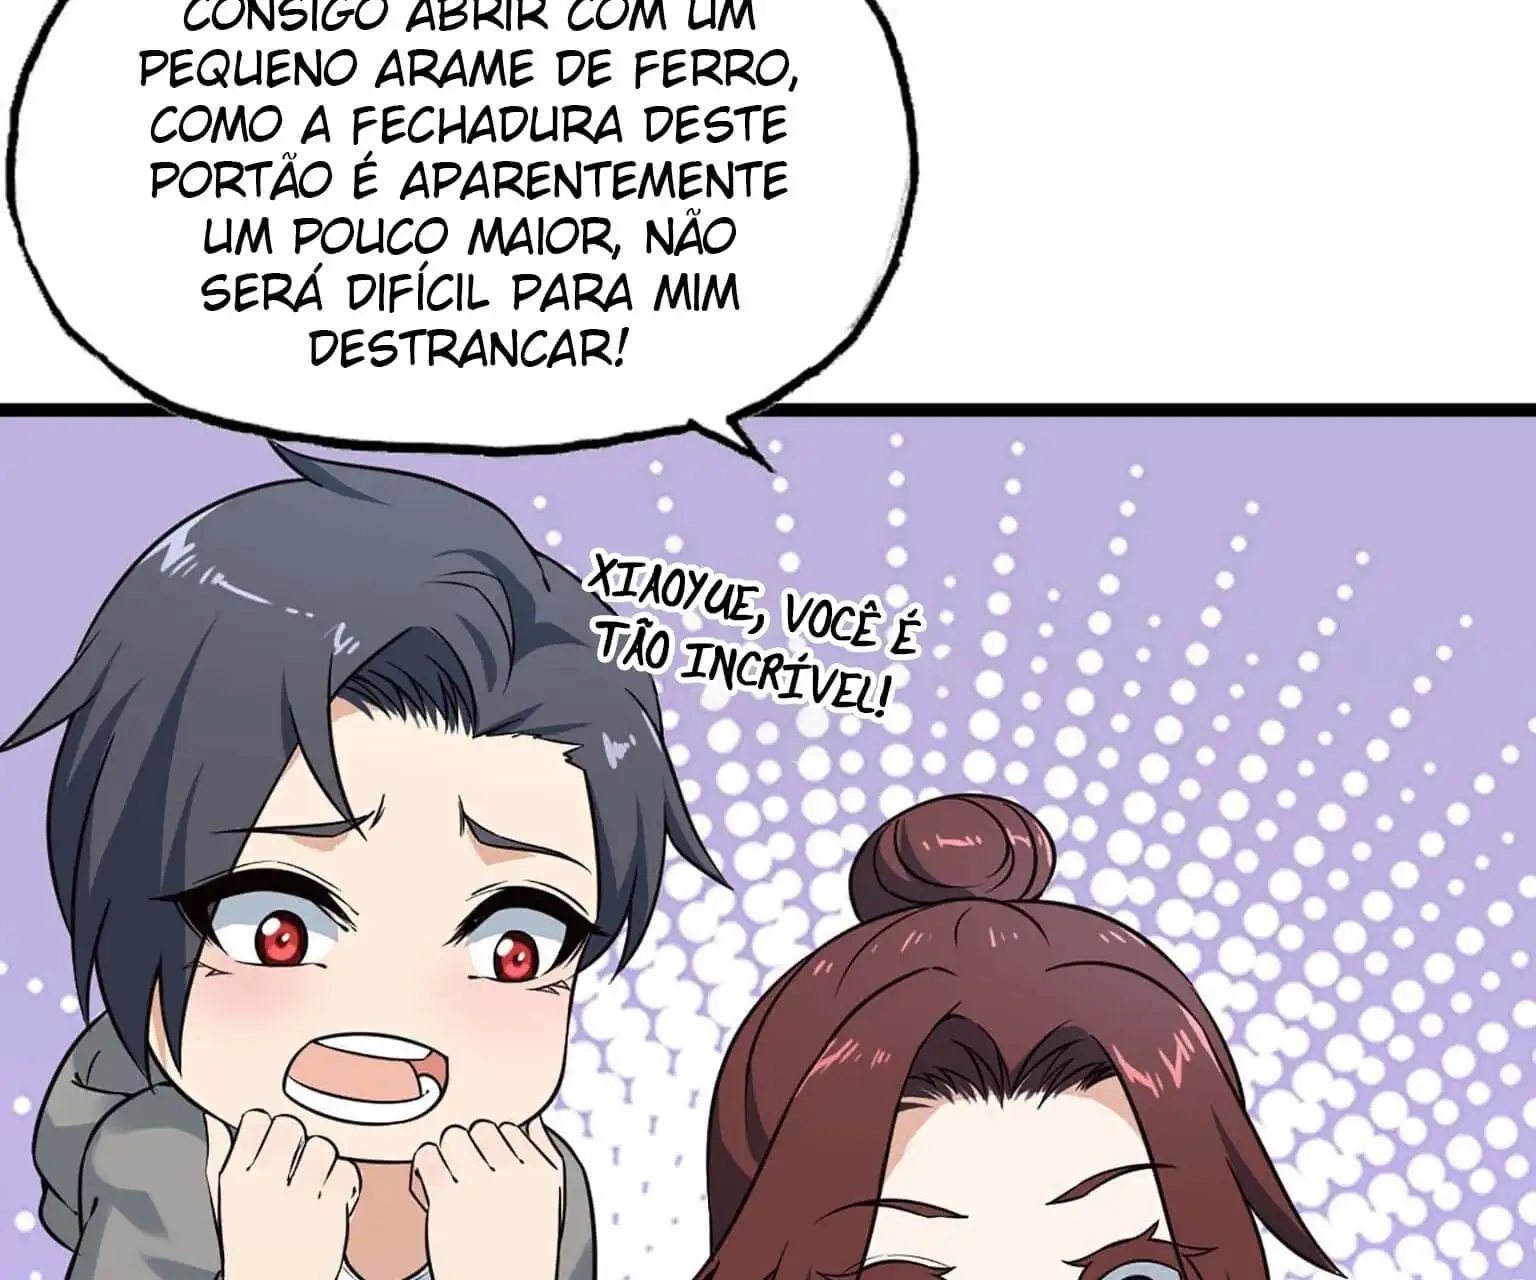 CONSIGO ABRIR COM UM
PEQUENO ARAME DE FERRO,
COMO A FECHADURA DESTE
PORTÃO É APARENTEMENTE
UM POUCO MAIOR, NÃO
SERÁ DIFÍCIL PARA MIM
DESTRANCAR!
XIAOYUE, VOCÊ É
TÃO INCRÍVEL!